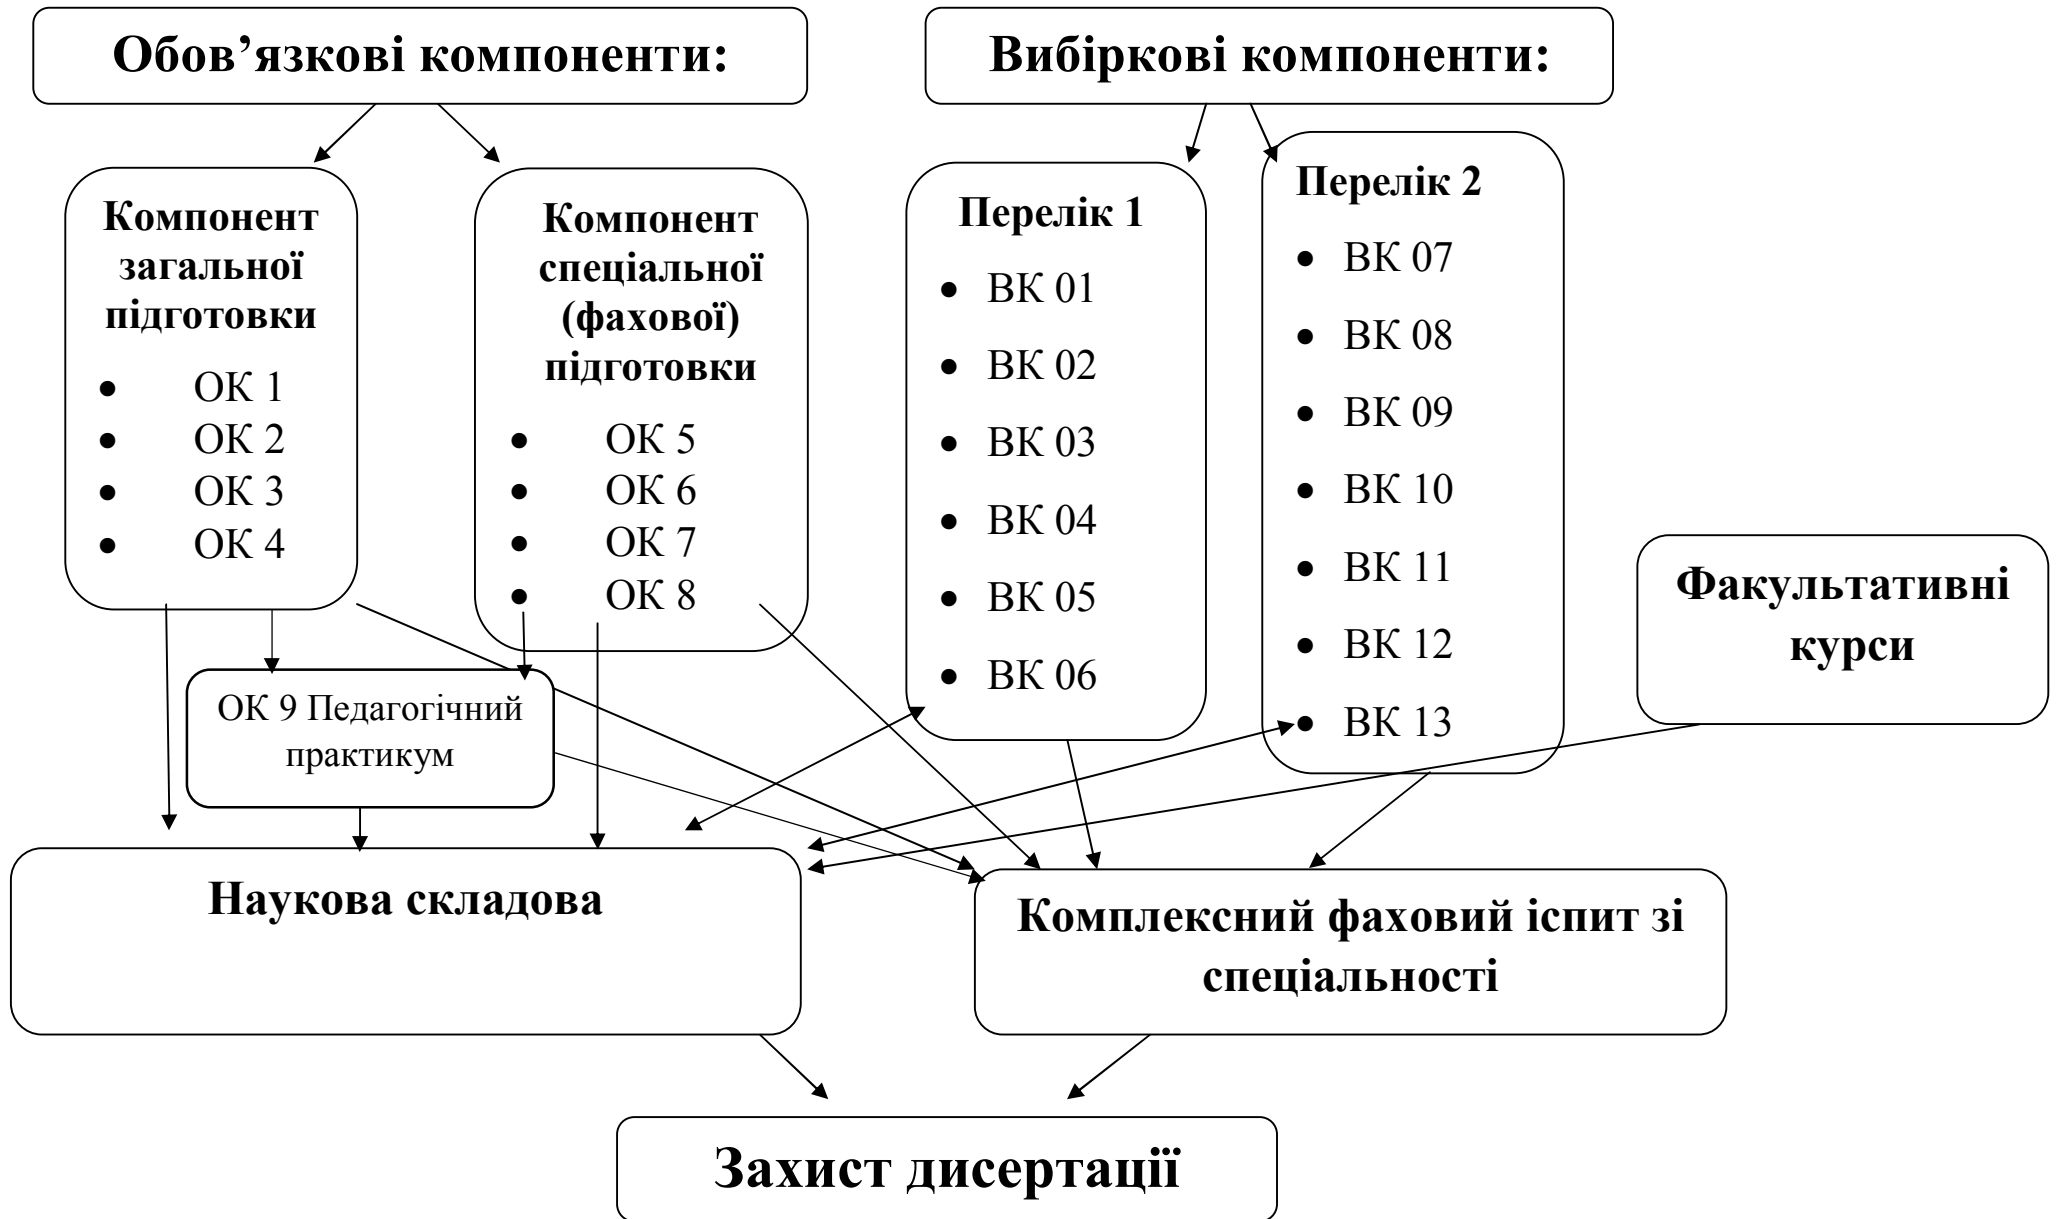 Обов’язкові компоненти:
Вибіркові компоненти:
Компонент
загальної
підготовки
• ОК 1
• ОК 2
• ОК 3
• ОК 4
Компонент
спеціальної
(фахової)
підготовки
• ОК 5
• ОК 6
• ОК 7
• ОК 8
Перелік 1
• ВК 01
• ВК 02
• ВК 03
• ВК 04
• ВК 05
• ВК 06
Перелік 2
• ВК 07
• ВК 08
• ВК 09
• ВК 10
• ВК 11
• ВК 12
• ВК 13
Факультативні
курси
ОК 9 Педагогічний
практикум
Наукова складова
Комплексний фаховий іспит зі
спеціальності
Захист дисертації